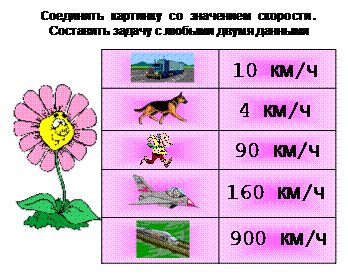 Соединить картинку со значением скорости.
Составить задачу с любыми двумя данными
10 км/ч
4 км/ч
90 км/ч
160 км/ч
900 км/ч